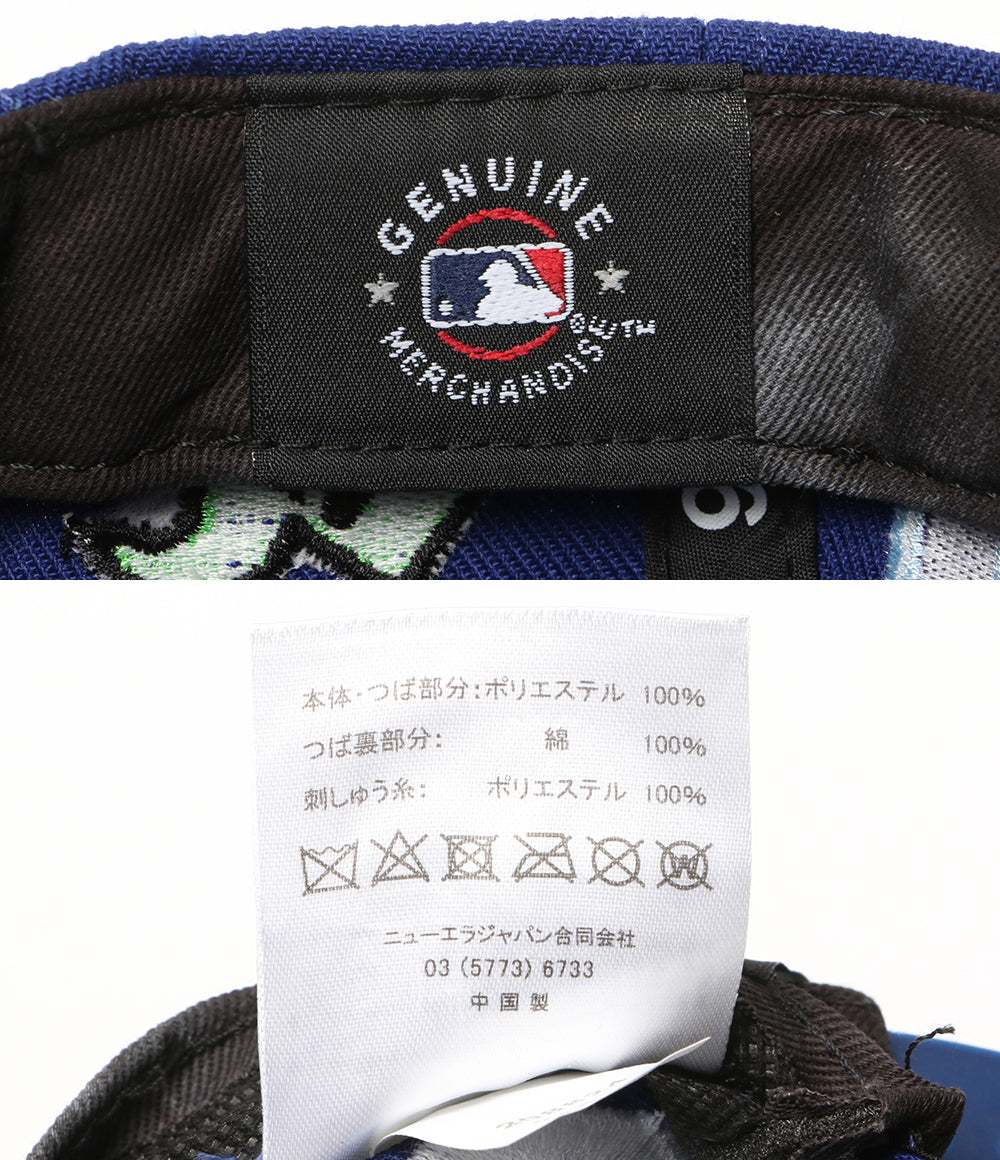 GENUINE
MERCHANDISE
6
本体・つば部分:ポリエステル 100%
つば裏部分: 綿 100%
刺しゅう糸: ポリエステル 100%
W
ニューエラジャパン合同会社
03 (5773) 6733
中国製